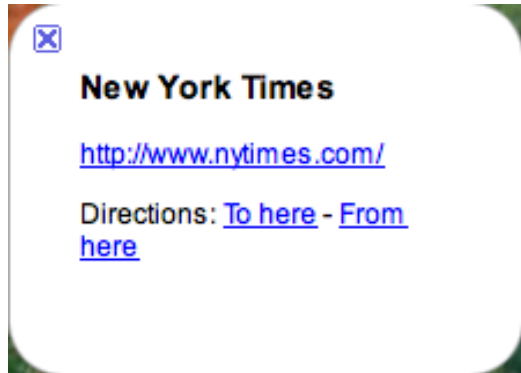 New York Times
http://www.nytimes.com/
Directions: To here - From
here